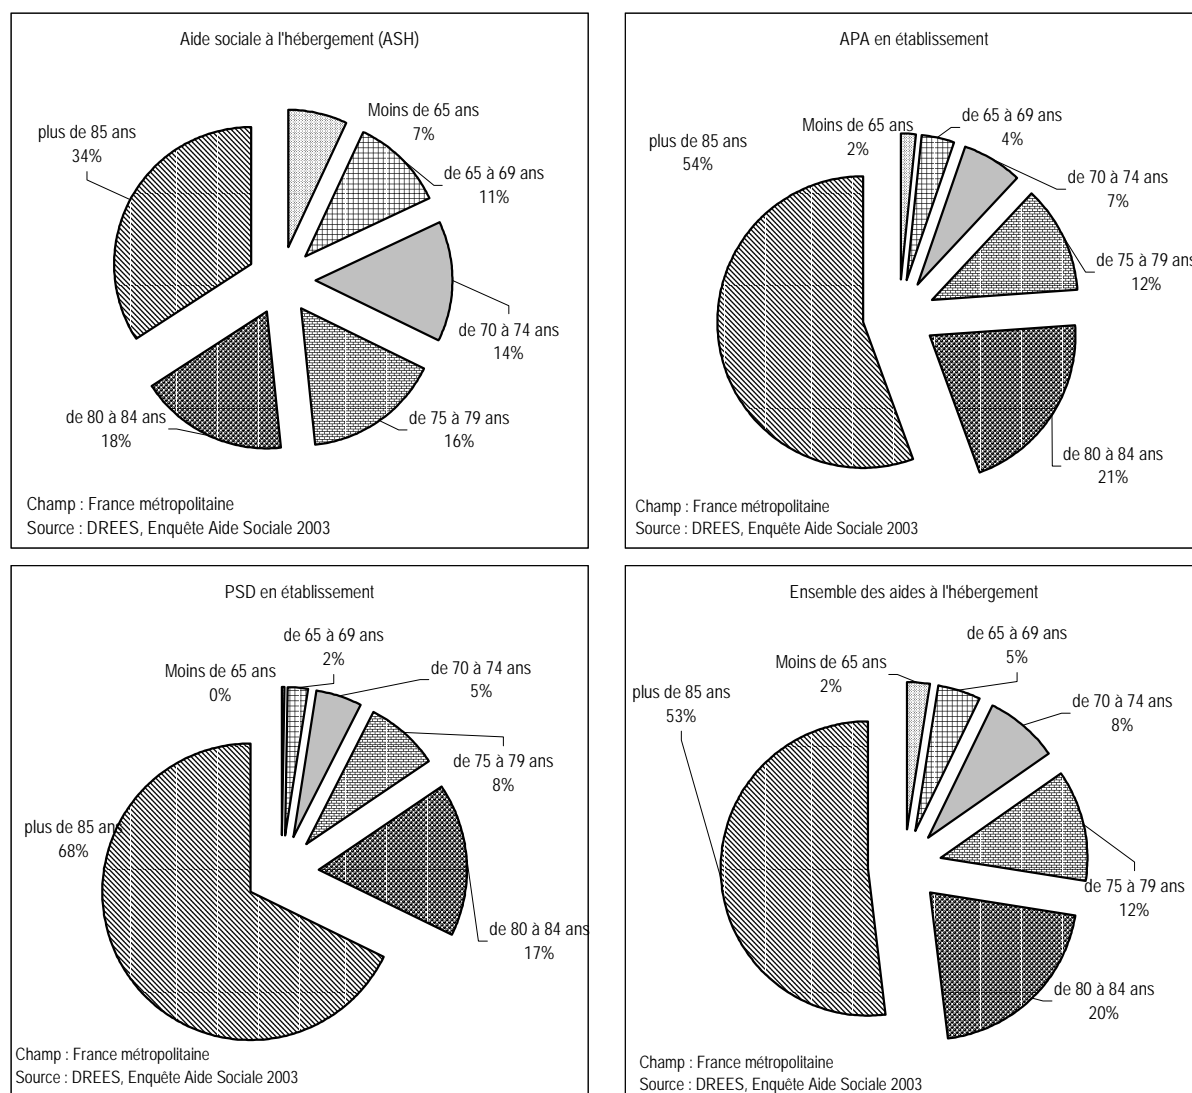 Aide sociale à l'hébergement (ASH)
Moins de 65 ans
7%
de 65 à 69 ans
11%
de 70 à 74 ans
14%
de 75 à 79 ans
16%
de 80 à 84 ans
18%
plus de 85 ans
34%
Champ : France métropolitaine
Source : DREES, Enquête Aide Sociale 2003
APA en établissement
Moins de 65 ans
2%
de 65 à 69 ans
4%
de 70 à 74 ans
7%
de 75 à 79 ans
12%
de 80 à 84 ans
21%
plus de 85 ans
54%
Champ : France métropolitaine
Source : DREES, Enquête Aide Sociale 2003
PSD en établissement
Moins de 65 ans
0%
de 65 à 69 ans
2%
de 70 à 74 ans
5%
de 75 à 79 ans
8%
de 80 à 84 ans
17%
plus de 85 ans
68%
Champ : France métropolitaine
Source : DREES, Enquête Aide Sociale 2003
Ensemble des aides à l'hébergement
Moins de 65 ans
2%
de 65 à 69 ans
5%
de 70 à 74 ans
8%
de 75 à 79 ans
12%
de 80 à 84 ans
20%
plus de 85 ans
53%
Champ : France métropolitaine
Source : DREES, Enquête Aide Sociale 2003